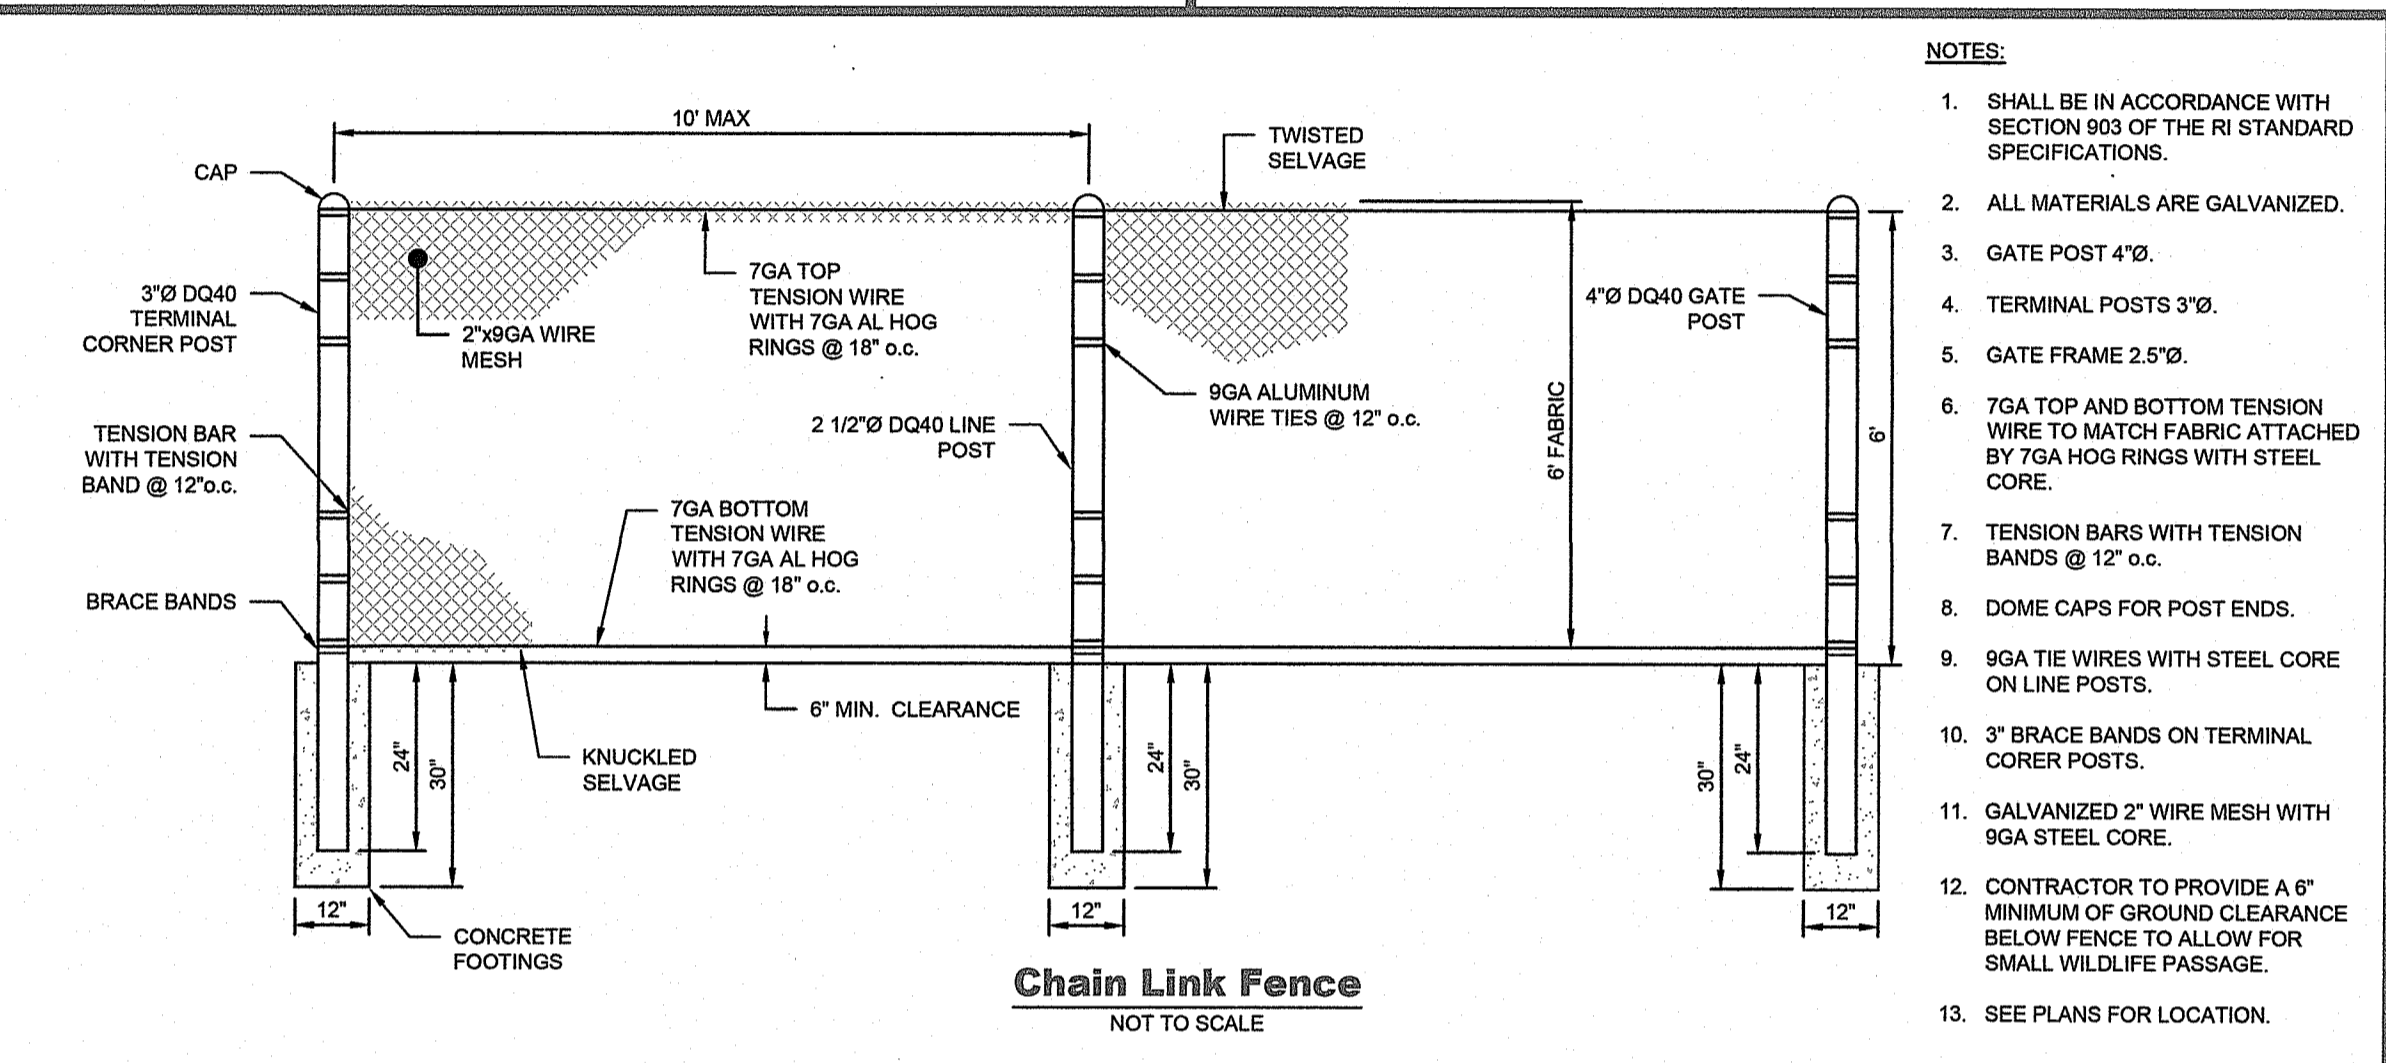 10' MAX
CAP
TWISTED
SELVAGE
3"Ø DQ40
TERMINAL
CORNER POST
2"x9GA WIRE
MESH
7GA TOP
TENSION WIRE
WITH 7GA AL HOG
RINGS @ 18" o.c.
4"Ø DQ40 GATE
POST
9GA ALUMINUM
WIRE TIES @ 12" o.c.
2 1/2"Ø DQ40 LINE
POST
6' FABRIC
6'
TENSION BAR
WITH TENSION
BAND @ 12"o.c.
7GA BOTTOM
TENSION WIRE
WITH 7GA AL HOG
RINGS @ 18" o.c.
BRACE BANDS
6" MIN. CLEARANCE
KNUCKLED
SELVAGE
24"
30"
24"
30"
30"
24"
12"
12"
12"
CONCRETE
FOOTINGS
Chain Link Fence
NOT TO SCALE
NOTES:
1. SHALL BE IN ACCORDANCE WITH
SECTION 903 OF THE RI STANDARD
SPECIFICATIONS.
2. ALL MATERIALS ARE GALVANIZED.
3. GATE POST 4"Ø.
4. TERMINAL POSTS 3"Ø.
5. GATE FRAME 2.5"Ø.
6. 7GA TOP AND BOTTOM TENSION
WIRE TO MATCH FABRIC ATTACHED
BY 7GA HOG RINGS WITH STEEL
CORE.
7. TENSION BARS WITH TENSION
BANDS @ 12" o.c.
8. DOME CAPS FOR POST ENDS.
9. 9GA TIE WIRES WITH STEEL CORE
ON LINE POSTS.
10. 3" BRACE BANDS ON TERMINAL
CORER POSTS.
11. GALVANIZED 2" WIRE MESH WITH
9GA STEEL CORE.
12. CONTRACTOR TO PROVIDE A 6"
MINIMUM OF GROUND CLEARANCE
BELOW FENCE TO ALLOW FOR
SMALL WILDLIFE PASSAGE.
13. SEE PLANS FOR LOCATION.